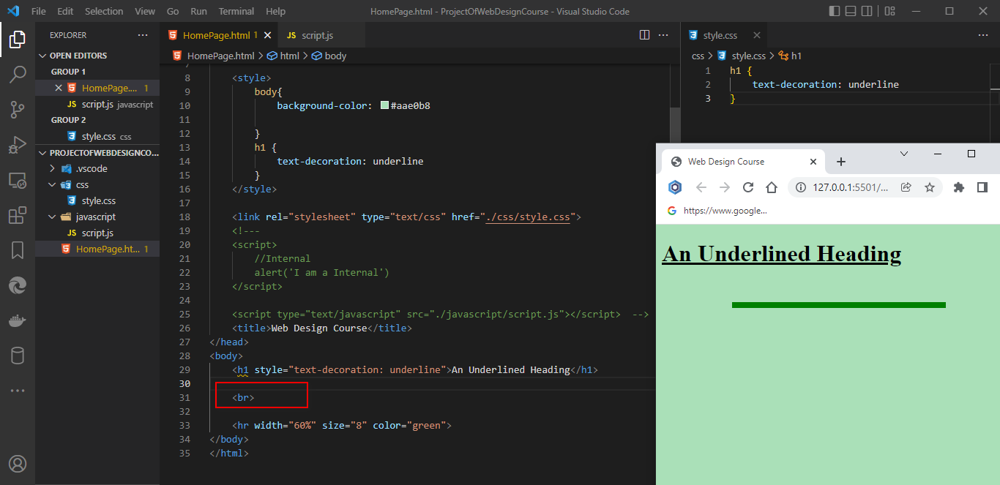 File Edit Selection View Go Run Terminal Help HomePage.html - ProjectOfWebDesignCourse - Visual Studio Code
EXPLORER ...
OPEN EDITORS
GROUP 1
HomePage.... 1
JS script.js javascript
GROUP 2
style.css css
PROJECTOFWEBDESIGNCO...
.vscode
css
style.css
javascript
JS script.js
HomePage.ht... 1
HomePage.html 1
JS script.js
...
HomePage.html > html > body
7
8 <style>
9 body{
10 background-color: #aae0b8
11
12 }
13 h1 {
14 text-decoration: underline
15 }
16 </style>
17
18 <link rel="stylesheet" type="text/css" href="./css/style.css">
19 <!---
20 <script>
21 //Internal
22 alert('I am a Internal')
23 </script>
24
25 <script type="text/javascript" src="./javascript/script.js"></script> -->
26 <title>Web Design Course</title>
27 </head>
28 <body>
29 <h1 style="text-decoration: underline">An Underlined Heading</h1>
30
31 <br>
32
33 <hr width="60%" size="8" color="green">
34 </body>
35 </html>
style.css
...
css > style.css > h1
1 h1 {
2 text-decoration: underline
3 }
Web Design Course
127.0.0.1:5501/...
G https://www.google...
An Underlined Heading